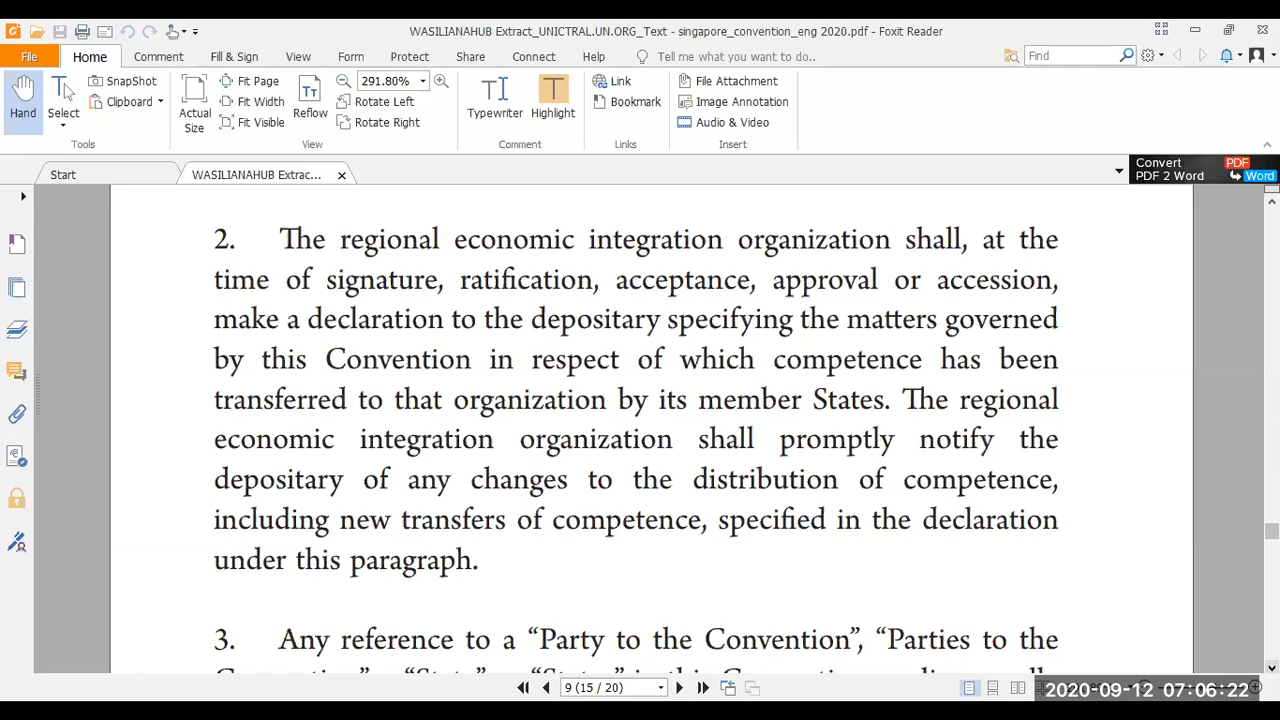 WASILIANAHUB Extract_UNICTRAL.UN.ORG_Text - singapore_convention_eng 2020.pdf - Foxit Reader
File Home Comment Fill & Sign View Form Protect Share Connect Help Tell me what you want to do.. Find
Hand
Select
SnapShot
Clipboard
Tools
Actual Size
Fit Page
Fit Width
Fit Visible
Reflow
291.80%
Rotate Left
Rotate Right
View
Typewriter
Highlight
Comment
Link
Bookmark
Links
File Attachment
Image Annotation
Audio & Video
Insert
Start
WASILIANAHUB Extrac...
Convert PDF
PDF 2 Word Word
2. The regional economic integration organization shall, at the
time of signature, ratification, acceptance, approval or accession,
make a declaration to the depositary specifying the matters governed
by this Convention in respect of which competence has been
transferred to that organization by its member States. The regional
economic integration organization shall promptly notify the
depositary of any changes to the distribution of competence,
including new transfers of competence, specified in the declaration
under this paragraph.
3. Any reference to a “Party to the Convention”, “Parties to the
9 (15 / 20)
2020-09-12 07:06:22